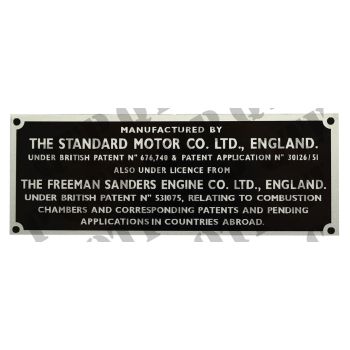 MANUFACTURED BY
THE STANDARD MOTOR CO. LTD., ENGLAND.
UNDER BRITISH PATENT Nº 676,740 & PATENT APPLICATION Nº 30126/51
ALSO UNDER LICENCE FROM
THE FREEMAN SANDERS ENGINE CO. LTD., ENGLAND.
UNDER BRITISH PATENT Nº 531075, RELATING TO COMBUSTION
CHAMBERS AND CORRESPONDING PATENTS AND PENDING
APPLICATIONS IN COUNTRIES ABROAD.